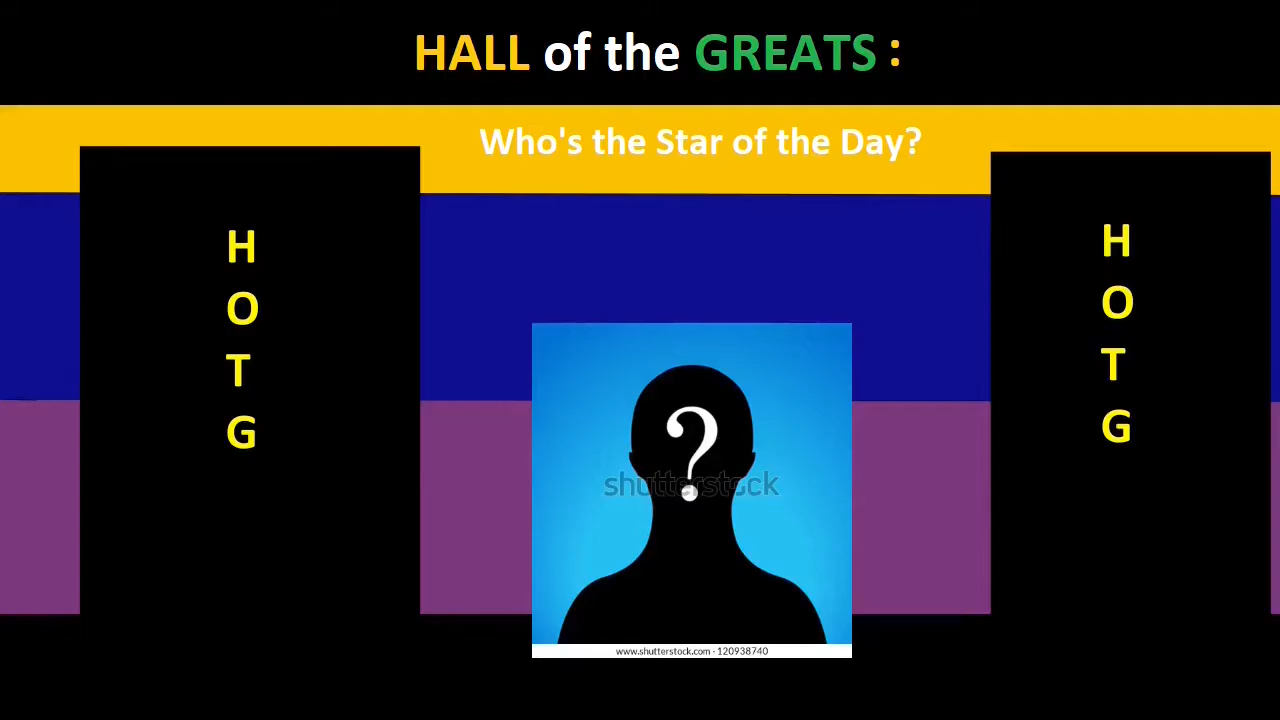 HALL of the GREATS :
Who's the Star of the Day?
H
O
T
G
H
O
T
G
?
shutterstock
www.shutterstock.com · 120938740